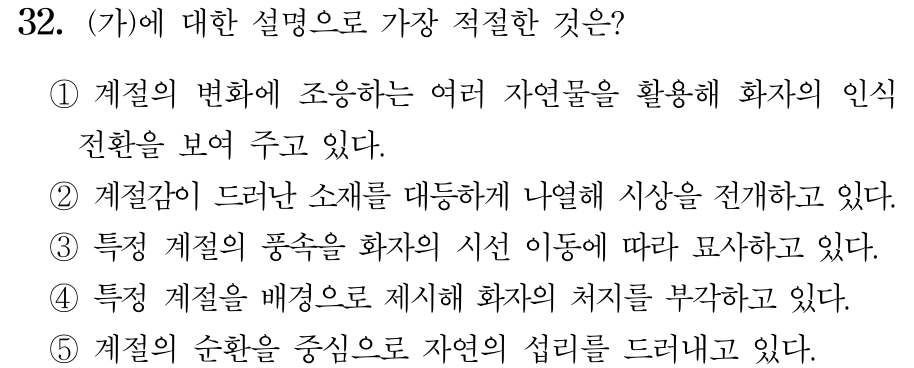 32. (가)에 대한 설명으로 가장 적절한 것은?
① 계절의 변화에 조응하는 여러 자연물을 활용해 화자의 인식
전환을 보여 주고 있다.
② 계절감이 드러난 소재를 대등하게 나열해 시상을 전개하고 있다.
③ 특정 계절의 풍속을 화자의 시선 이동에 따라 묘사하고 있다.
④ 특정 계절을 배경으로 제시해 화자의 처지를 부각하고 있다.
⑤ 계절의 순환을 중심으로 자연의 섭리를 드러내고 있다.